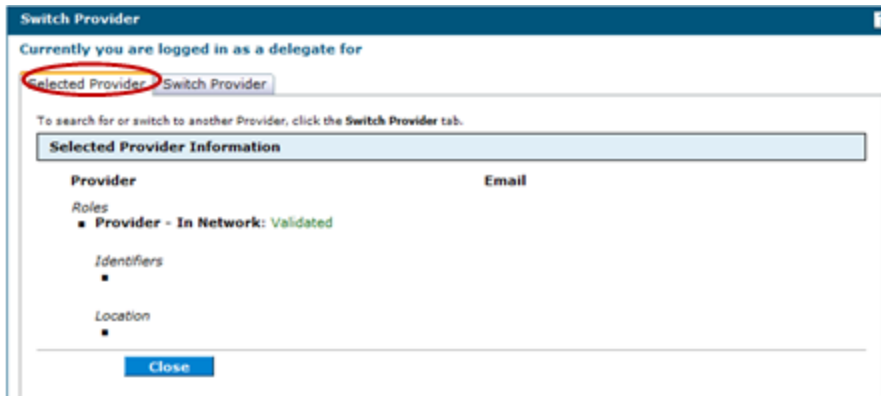 Switch Provider
Currently you are logged in as a delegate for
Selected Provider Switch Provider
To search for or switch to another Provider, click the Switch Provider tab.
Selected Provider Information
Provider Email
Roles
Provider - In Network: Validated
Identifiers
Location
Close